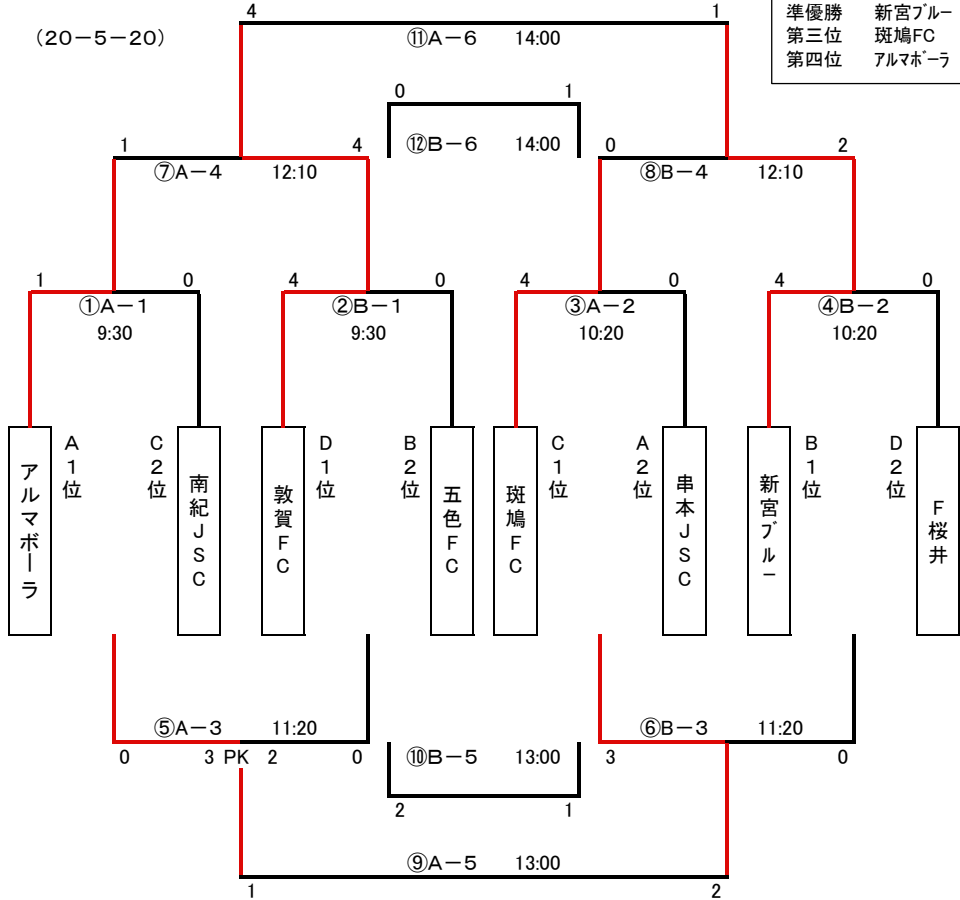 4 1
準優勝 新宮ブルー
(20-5-20)
⑪A-6 14:00
第三位 斑鳩FC
第四位 アルマボーラ
0 1
1 4
⑫B-6 14:00
0 2
⑦A-4 12:10
⑧B-4 12:10
1 0 4 0 4 0 4 0
①A-1 ②B-1 ③A-2 ④B-2
9:30 9:30 10:20 10:20
アルマボーラ
A1位
C2位
南紀JSC
敦賀FC
D1位
B2位
五色FC
斑鳩FC
C1位
A2位
串本JSC
新宮ブルー
B1位
D2位
F桜井
⑤A-3 11:20
⑥B-3 11:20
0 3 PK 2 0
⑩B-5 13:00
3 0
2 1
⑨A-5 13:00
1 2